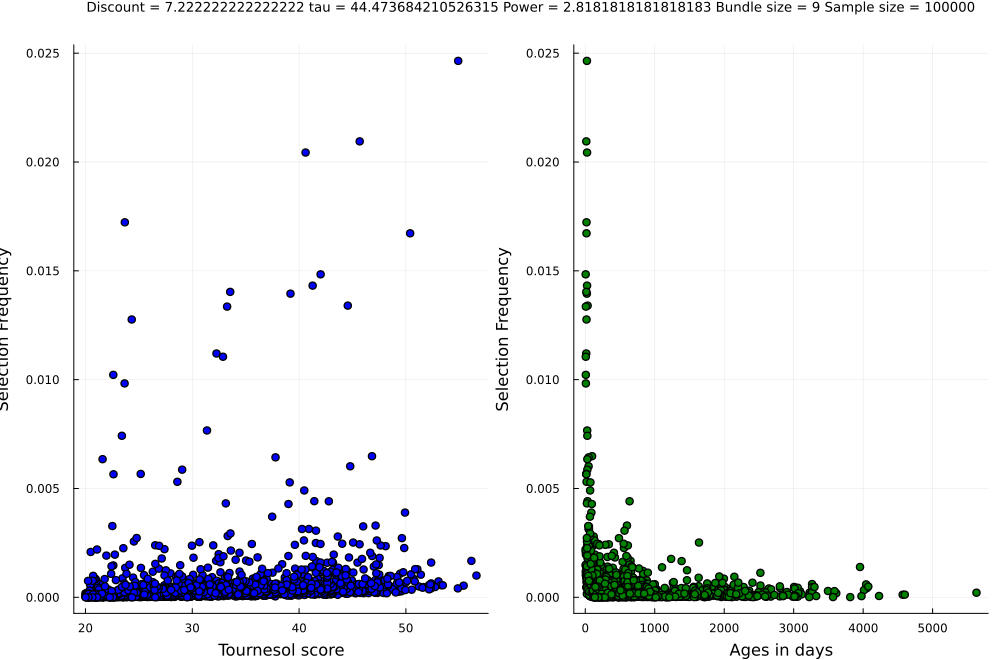 Discount = 7.222222222222222 tau = 44.473684210526315 Power = 2.8181818181818183 Bundle size = 9 Sample size = 100000
Selection Frequency
0.025
0.020
0.015
0.010
0.005
0.000
20 30 40 50
Tournesol score
Selection Frequency
0.025
0.020
0.015
0.010
0.005
0.000
0 1000 2000 3000 4000 5000
Ages in days